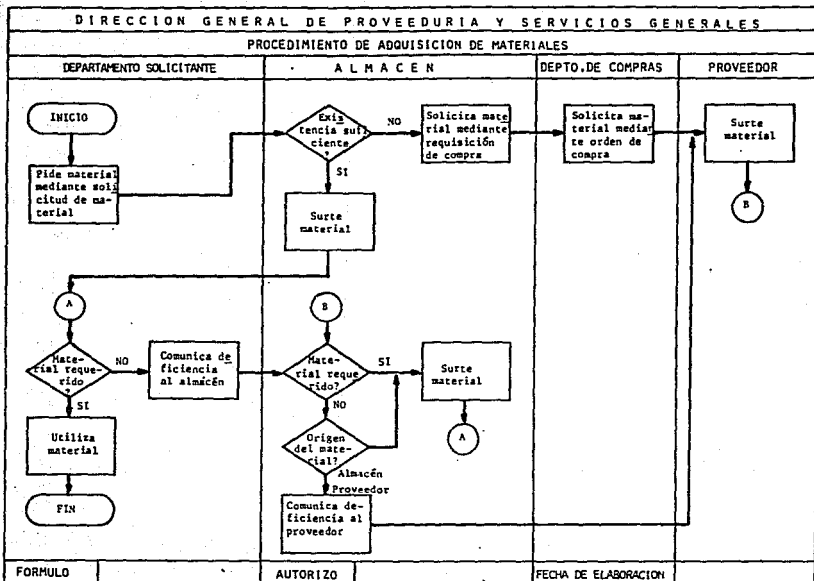 DIRECCION GENERAL DE PROVEEDURIA Y SERVICIOS GENERALES
PROCEDIMIENTO DE ADQUISICION DE MATERIALES
DEPARTAMENTO SOLICITANTE
ALMACEN
DEPTO.DE COMPRAS
PROVEEDOR
INICIO
Pide material
mediante soli
citud de ma-
terial
Exis
tencia sufi
ciente
?
NO
SI
Solicita mate
rial mediante
requisición
de compra
Solicita ma-
terial median
te orden de
compra
Surte
material
B
Surte
material
A
Mate-
rial reque-
rido
?
NO
SI
Comunica de
ficiencia
al almacén
Utiliza
material
FIN
B
Mate-
rial reque
rido?
SI
NO
Surte
material
A
Origen
del mate-
rial?
Almacén
Proveedor
Comunica de-
ficiencia al
proveedor
FORMULO
AUTORIZO
FECHA DE ELABORACION